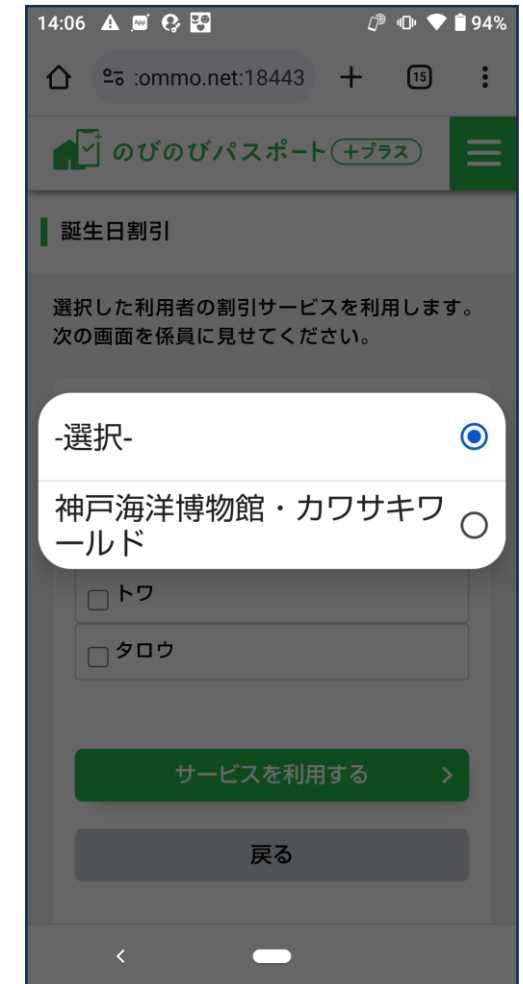 14:06
94%
:ommo.net:18443
15
のびのびパスポート +プラス
誕生日割引
選択した利用者の割引サービスを利用します。
次の画面を係員に見せてください。
-選択-
神戸海洋博物館・カワサキワ
ールド
トワ
タロウ
サービスを利用する
戻る